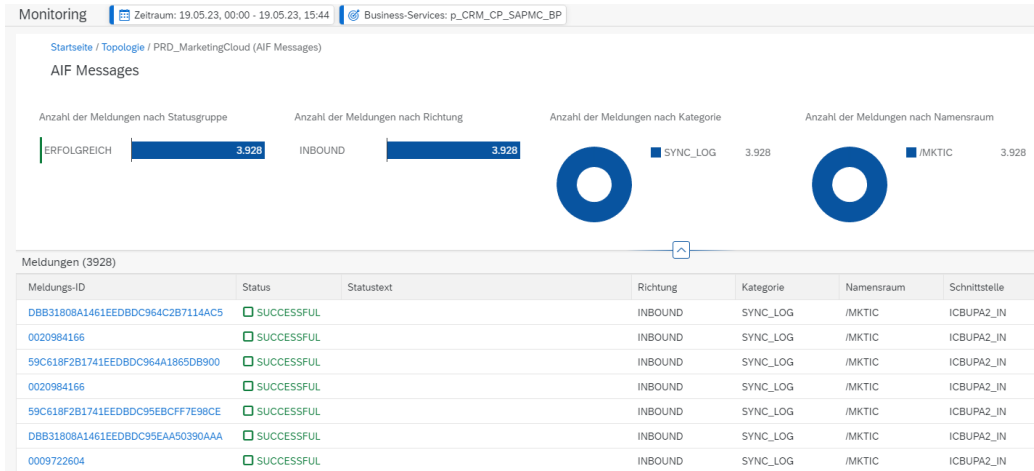 Monitoring Zeitraum: 19.05.23, 00:00 - 19.05.23, 15:44 Business-Services: p_CRM_CP_SAPMC_BP
Startseite / Topologie / PRD_MarketingCloud (AIF Messages)
AIF Messages
Anzahl der Meldungen nach Statusgruppe Anzahl der Meldungen nach Richtung Anzahl der Meldungen nach Kategorie Anzahl der Meldungen nach Namensraum
ERFOLGREICH 3.928 INBOUND 3.928 SYNC_LOG 3.928 /MKTIC 3.928
Meldungen (3928)
Meldungs-ID Status Statustext Richtung Kategorie Namensraum Schnittstelle
DBB31808A1461EEDBDC964C2B7114AC5 SUCCESSFUL INBOUND SYNC_LOG /MKTIC ICBUPA2_IN
0020984166 SUCCESSFUL INBOUND SYNC_LOG /MKTIC ICBUPA2_IN
59C618F2B1741EEDBDC964A1865DB900 SUCCESSFUL INBOUND SYNC_LOG /MKTIC ICBUPA2_IN
0020984166 SUCCESSFUL INBOUND SYNC_LOG /MKTIC ICBUPA2_IN
59C618F2B1741EEDBDC95EBCFF7E98CE SUCCESSFUL INBOUND SYNC_LOG /MKTIC ICBUPA2_IN
DBB31808A1461EEDBDC95EAA50390AAA SUCCESSFUL INBOUND SYNC_LOG /MKTIC ICBUPA2_IN
0009722604 SUCCESSFUL INBOUND SYNC_LOG /MKTIC ICBUPA2_IN